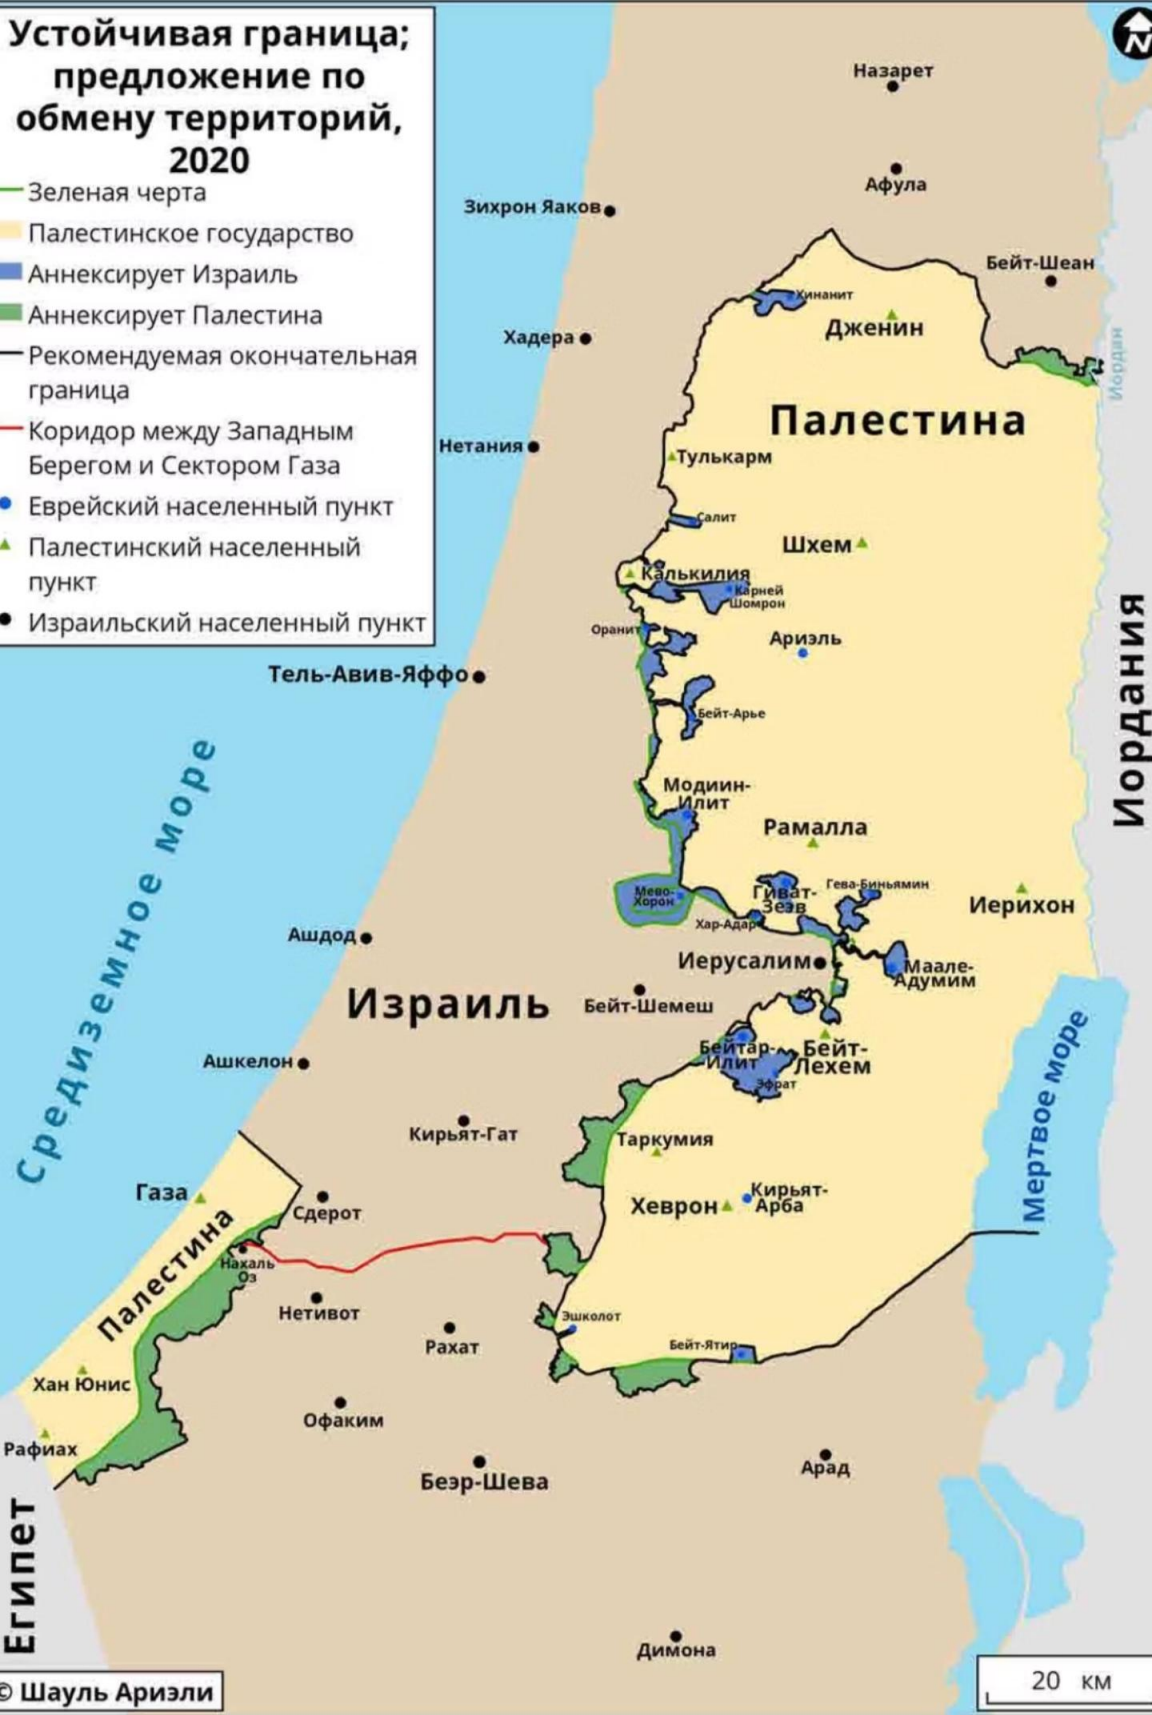 Устойчивая граница;
предложение по
обмену территорий,
2020
Зеленая черта
Палестинское государство
Аннексирует Израиль
Аннексирует Палестина
Рекомендуемая окончательная
граница
Коридор между Западным
Берегом и Сектором Газа
Еврейский населенный пункт
Палестинский населенный
пункт
Израильский населенный пункт
N
Назарет
Афула
Зихрон Яаков
Бейт-Шеан
Хинанит
Дженин
Хадера
Иордан
Палестина
Нетания
Тулькарм
Салит
Шхем
Калькилия
Карней
Шомрон
Оранит
Ариэль
Иордания
Тель-Авив-Яффо
Бейт-Арье
Средиземное море
Модиин-
Илит
Рамалла
Мево-
Хорон
Гиват-
Зеэв
Гева-Биньямин
Иерихон
Хар-Адар
Ашдод
Иерусалим
Маале-
Адумим
Израиль
Бейт-Шемеш
Мертвое море
Бейтар-
Илит
Бейт-
Лехем
Эфрат
Ашкелон
Кирьят-Гат
Таркумия
Газа
Сдерот
Хеврон
Кирьят-
Арба
Палестина
Нахаль
Оз
Нетивот
Рахат
Эшколот
Бейт-Ятир
Хан Юнис
Офаким
Рафиах
Беэр-Шева
Арад
Египет
Димона
© Шауль Ариэли
20 км